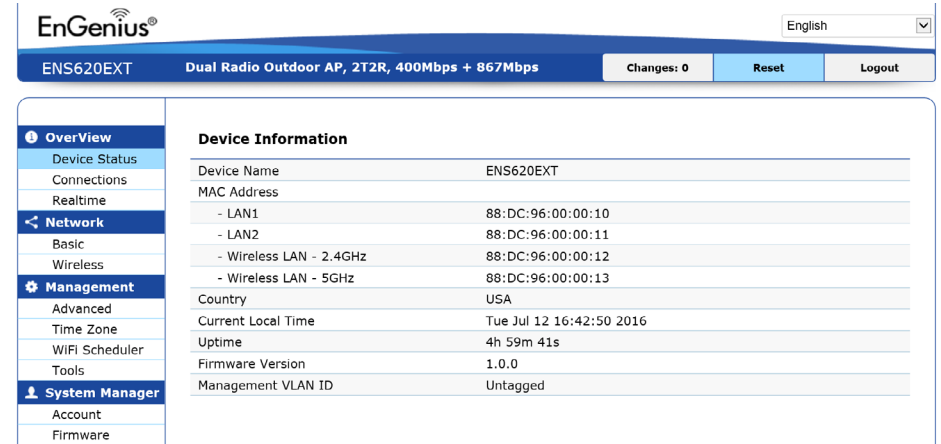 EnGenius®
English
ENS620EXT Dual Radio Outdoor AP, 2T2R, 400Mbps + 867Mbps Changes: 0 Reset Logout
OverView
Device Status
Connections
Realtime
Network
Basic
Wireless
Management
Advanced
Time Zone
WiFi Scheduler
Tools
System Manager
Account
Firmware
Device Information
Device Name ENS620EXT
MAC Address
- LAN1 88:DC:96:00:00:10
- LAN2 88:DC:96:00:00:11
- Wireless LAN - 2.4GHz 88:DC:96:00:00:12
- Wireless LAN - 5GHz 88:DC:96:00:00:13
Country USA
Current Local Time Tue Jul 12 16:42:50 2016
Uptime 4h 59m 41s
Firmware Version 1.0.0
Management VLAN ID Untagged